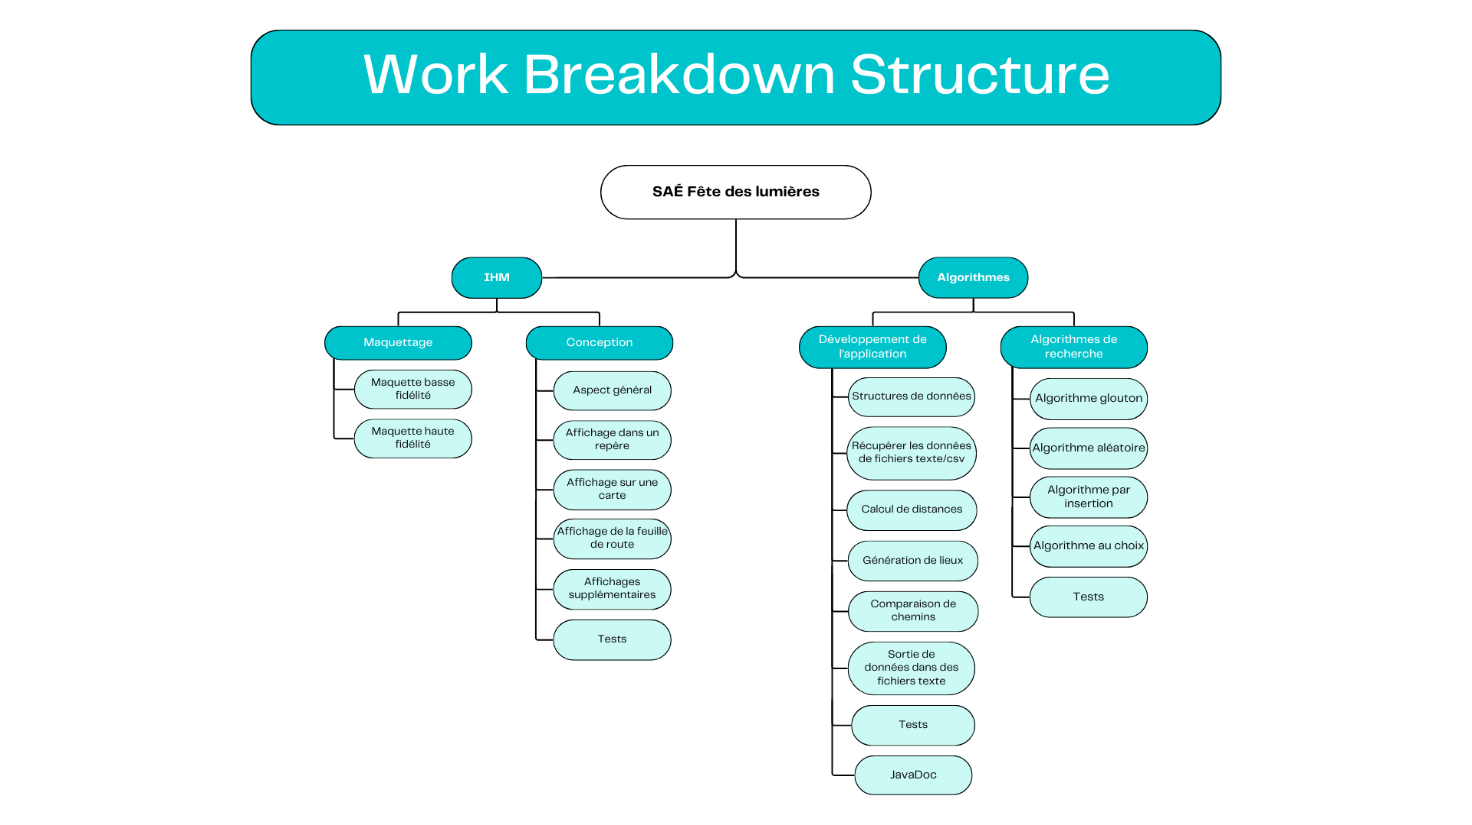 Work Breakdown Structure
SAÉ Fête des lumières
IHM
Algorithmes
Maquettage
Maquette basse
fidélité
Maquette haute
fidélité
Conception
Aspect général
Affichage dans un
repère
Affichage sur une
carte
Affichage de la feuille
de route
Affichages
supplémentaires
Tests
Développement de
l'application
Structures de données
Récupérer les données
de fichiers texte/csv
Calcul de distances
Génération de lieux
Comparaison de
chemins
Sortie de
données dans des
fichiers texte
Tests
JavaDoc
Algorithmes de
recherche
Algorithme glouton
Algorithme aléatoire
Algorithme par
insertion
Algorithme au choix
Tests